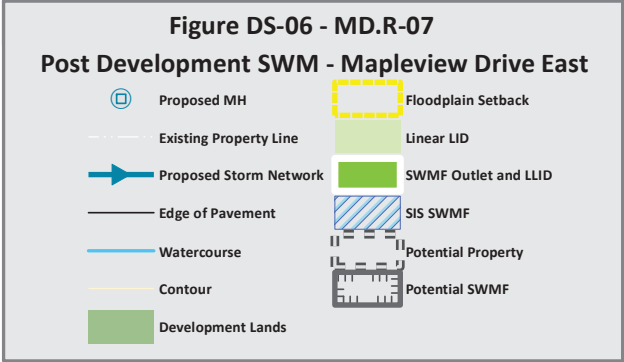 Figure DS-06 - MD.R-07
Post Development SWM - Mapleview Drive East
Proposed MH
Existing Property Line
Proposed Storm Network
Edge of Pavement
Watercourse
Contour
Development Lands
Floodplain Setback
Linear LID
SWMF Outlet and LLID
SIS SWMF
Potential Property
Potential SWMF